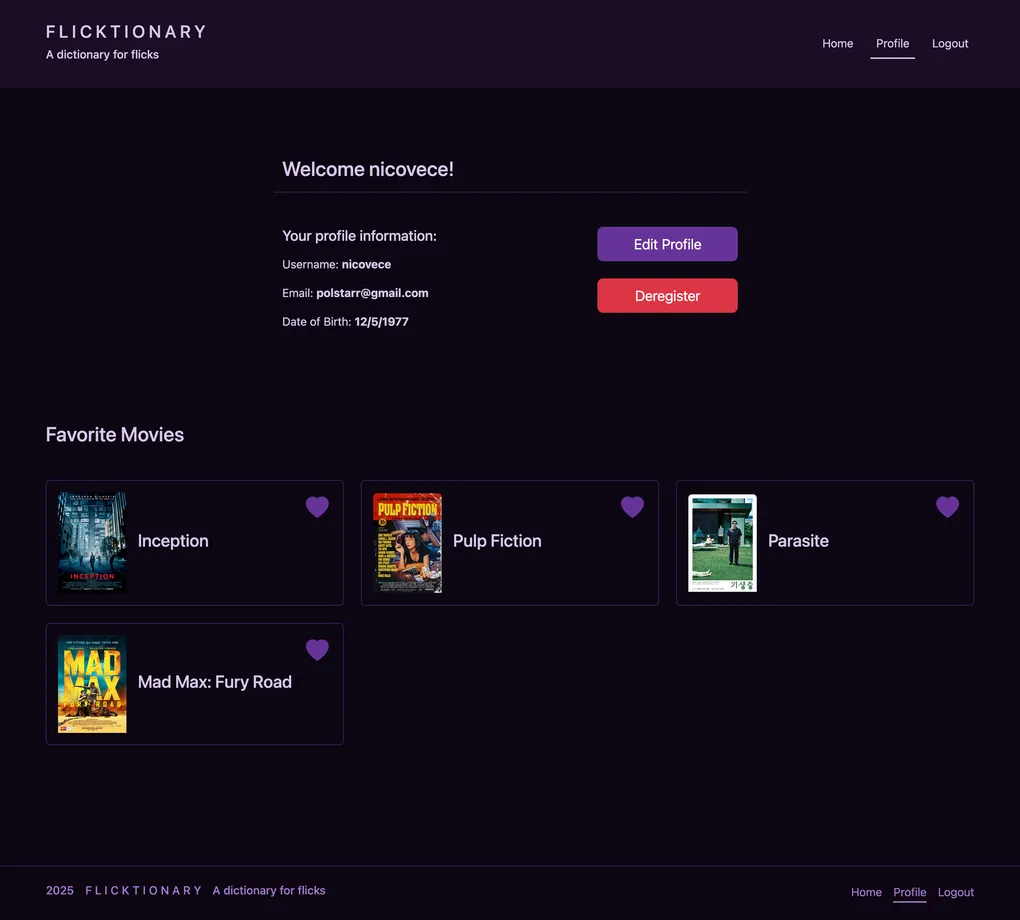 FLICKTIONARY
A dictionary for flicks
Home Profile Logout
Welcome nicovece!
Your profile information:
Username: nicovece
Email: polstarr@gmail.com
Date of Birth: 12/5/1977
Edit Profile
Deregister
Favorite Movies
INCEPTION
Inception
PULP FICTION
Pulp Fiction
기생충
Parasite
MAD
MAX
FURY ROAD
Mad Max: Fury Road
2025 FLICKTIONARY A dictionary for flicks
Home Profile Logout